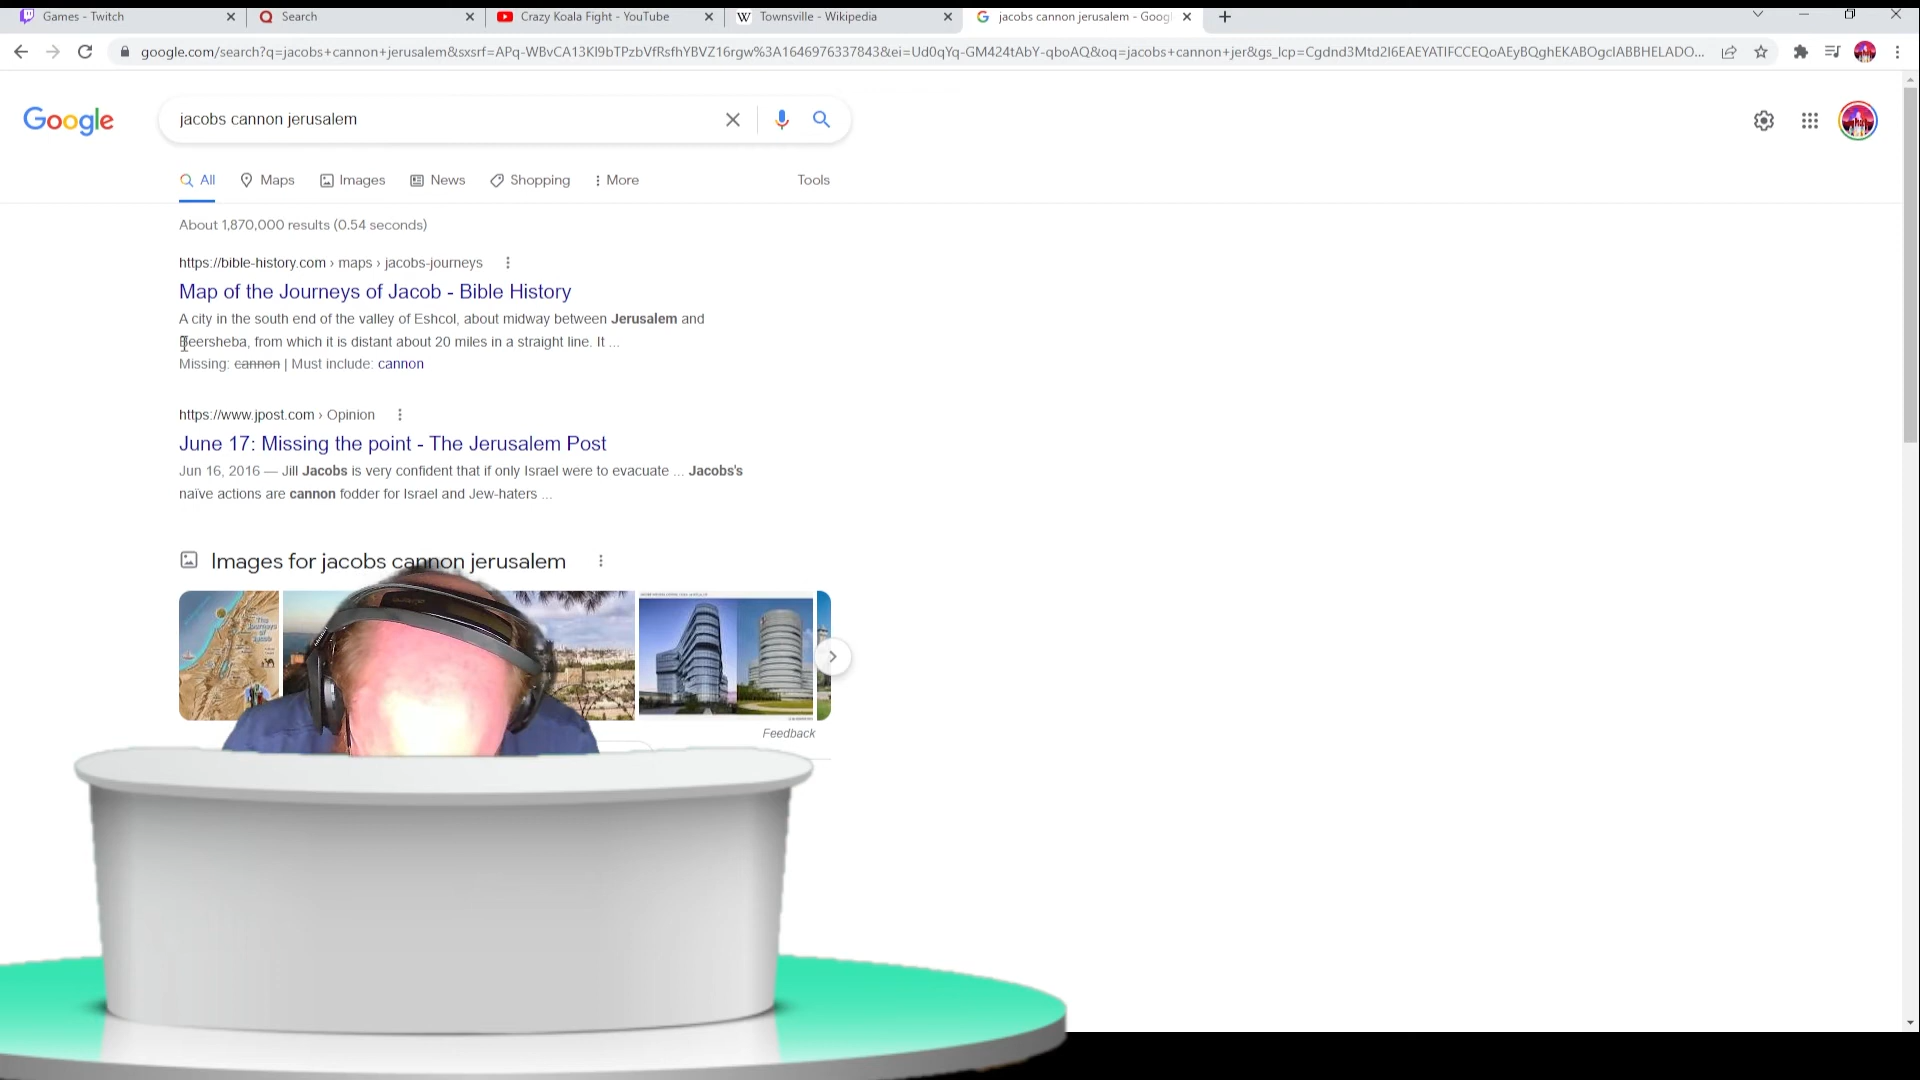 Games - Twitch
Search
Crazy Koala Fight - YouTube
W Townsville - Wikipedia
jacobs cannon jerusalem - Goog
google.com/search?q=jacobs+cannon+jerusalem&sxsrf=APq-WBvCA13Kl9bTPzbVfRsfhYBVZ16rgw%3A1646976337843&ei=Ud0qYq-GM424tAbY-qboAQ&oq=jacobs+cannon+jer&gs_lcp=Cgdnd3Mtd2l6EAEYATIFCCEQoAEyBQghEKABOgcIABBHELADO...
Google
jacobs cannon jerusalem
All
Maps
Images
News
Shopping
More
Tools
About 1,870,000 results (0.54 seconds)
https://bible-history.com › maps › jacobs-journeys
Map of the Journeys of Jacob - Bible History
A city in the south end of the valley of Eshcol, about midway between Jerusalem and
Beersheba, from which it is distant about 20 miles in a straight line. It ...
Missing: cannon | Must include: cannon
https://www.jpost.com › Opinion
June 17: Missing the point - The Jerusalem Post
Jun 16, 2016 — Jill Jacobs is very confident that if only Israel were to evacuate ... Jacobs's
naïve actions are cannon fodder for Israel and Jew-haters ...
Images for jacobs cannon jerusalem
The
Journeys
of
Jacob
Feedback